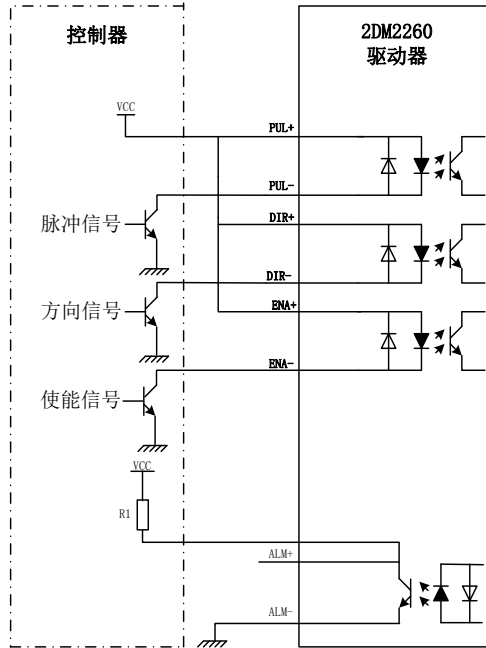 控制器
2DM2260
驱动器
VCC
PUL+
PUL-
脉冲信号
DIR+
DIR-
方向信号
ENA+
ENA-
使能信号
VCC
R1
ALM+
ALM-